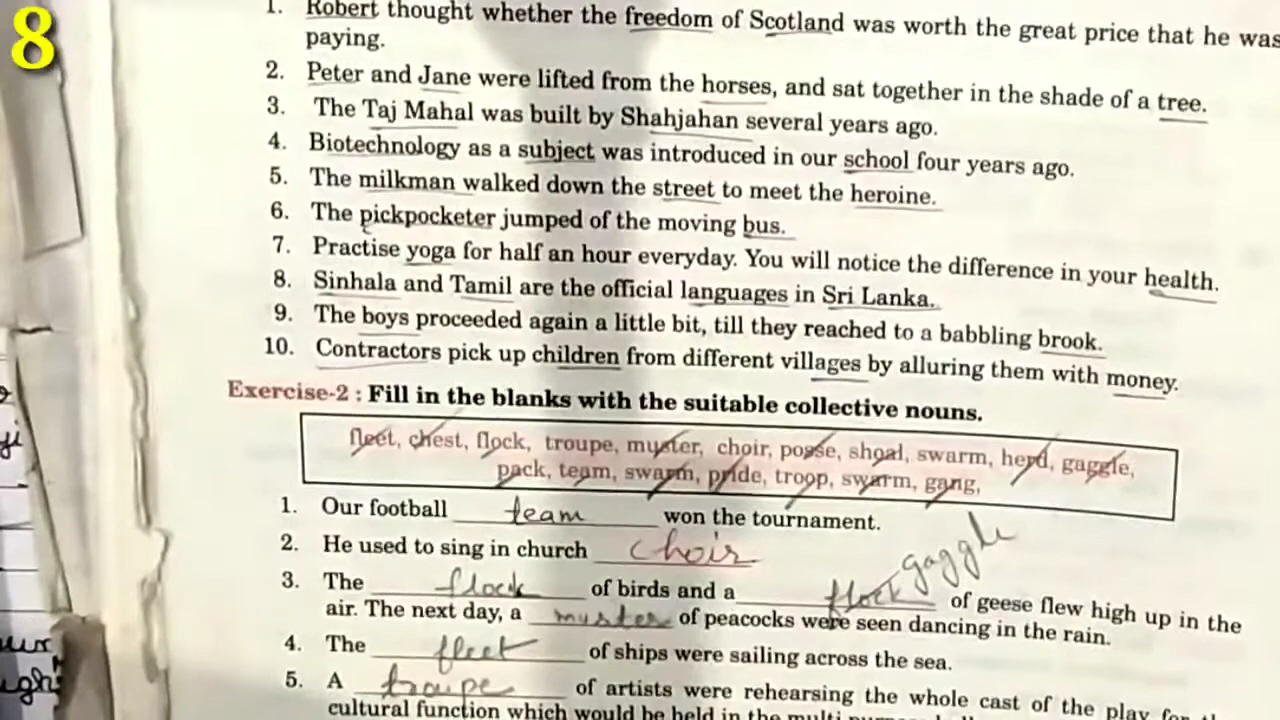 8
1. Robert thought whether the freedom of Scotland was worth the great price that he was
paying.
2. Peter and Jane were lifted from the horses, and sat together in the shade of a tree.
3. The Taj Mahal was built by Shahjahan several years ago.
4. Biotechnology as a subject was introduced in our school four years ago.
5. The milkman walked down the street to meet the heroine.
6. The pickpocketer jumped of the moving bus.
7. Practise yoga for half an hour everyday. You will notice the difference in your health.
8. Sinhala and Tamil are the official languages in Sri Lanka.
9. The boys proceeded again a little bit, till they reached to a babbling brook.
10. Contractors pick up children from different villages by alluring them with money.
Exercise-2 : Fill in the blanks with the suitable collective nouns.
fleet, chest, flock, troupe, muster, choir, posse, shoal, swarm, herd, gaggle,
pack, team, swarm, pride, troop, swarm, gang,
1. Our football team won the tournament.
2. He used to sing in church choir
3. The flock of birds and a flock gaggle of geese flew high up in the
air. The next day, a muster of peacocks were seen dancing in the rain.
4. The fleet of ships were sailing across the sea.
5. A troupe of artists were rehearsing the whole cast of the play for
cultural function which would be held in the